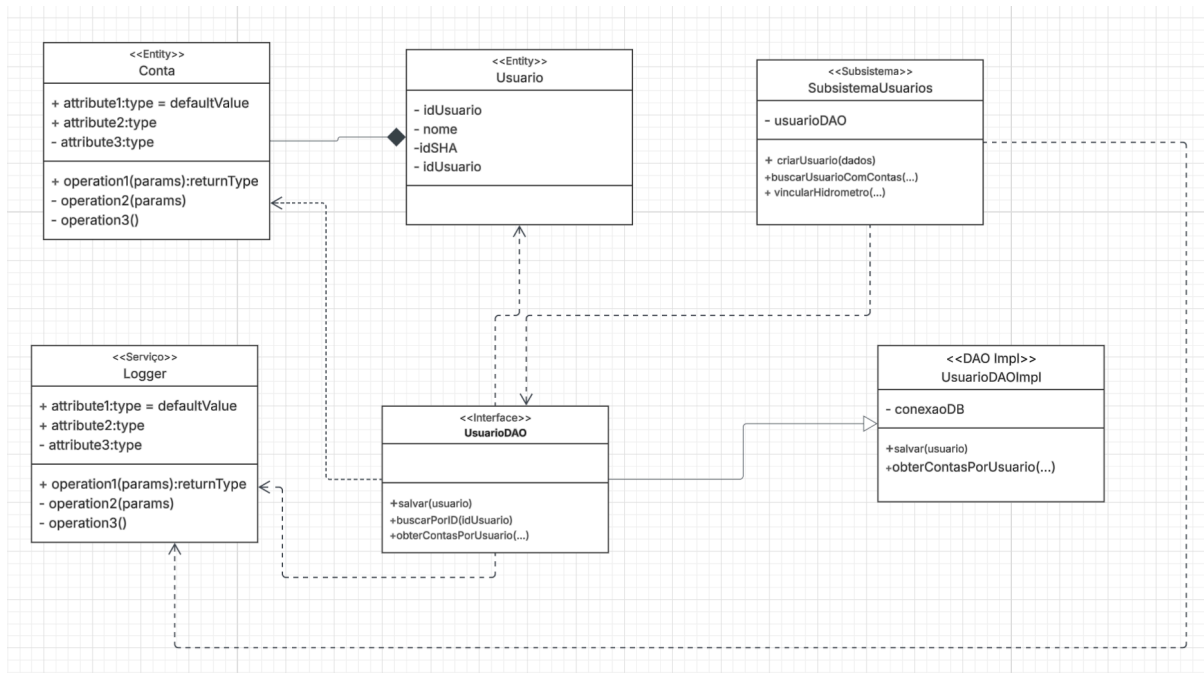 <<Entity>>
Conta
+ attribute1:type = defaultValue
+ attribute2:type
- attribute3:type
+ operation1(params):returnType
- operation2(params)
- operation3()
<<Entity>>
Usuario
- idUsuario
- nome
-idSHA
- idUsuario
<<Subsistema>>
SubsistemaUsuarios
- usuarioDAO
+ criarUsuario(dados)
+buscarUsuarioComContas(...)
+ vincularHidrometro(...)
<<Serviço>>
Logger
+ attribute1:type = defaultValue
+ attribute2:type
- attribute3:type
+ operation1(params):returnType
- operation2(params)
- operation3()
<<Interface>>
UsuarioDAO
+salvar(usuario)
+buscarPorID(idUsuario)
+obterContasPorUsuario(...)
<<DAO Impl>>
UsuarioDAOImpl
- conexaoDB
+salvar(usuario)
+obterContasPorUsuario(...)